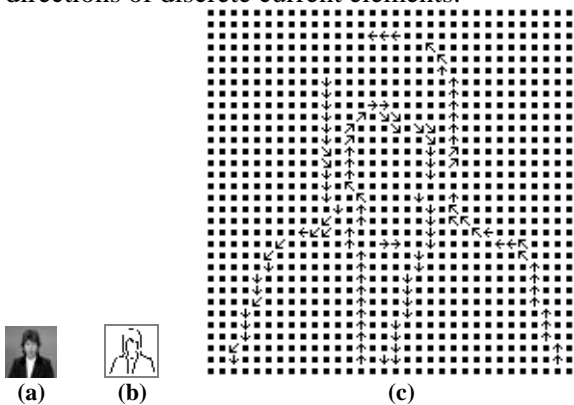 directions of discrete current elements.
(a) (b) (c)